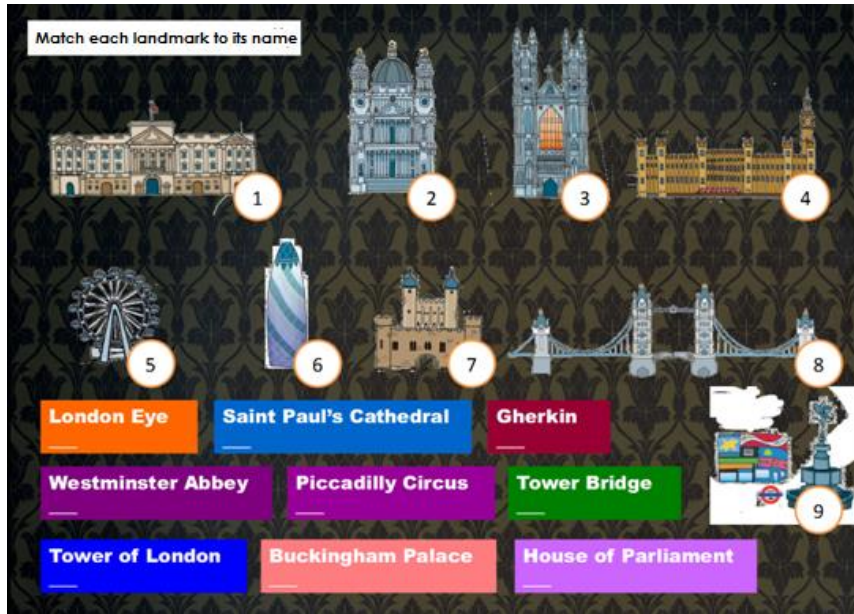 Match each landmark to its name
1
2
3
4
5
6
7
8
London Eye
Saint Paul’s Cathedral
Gherkin
Westminster Abbey
Piccadilly Circus
Tower Bridge
9
Tower of London
Buckingham Palace
House of Parliament